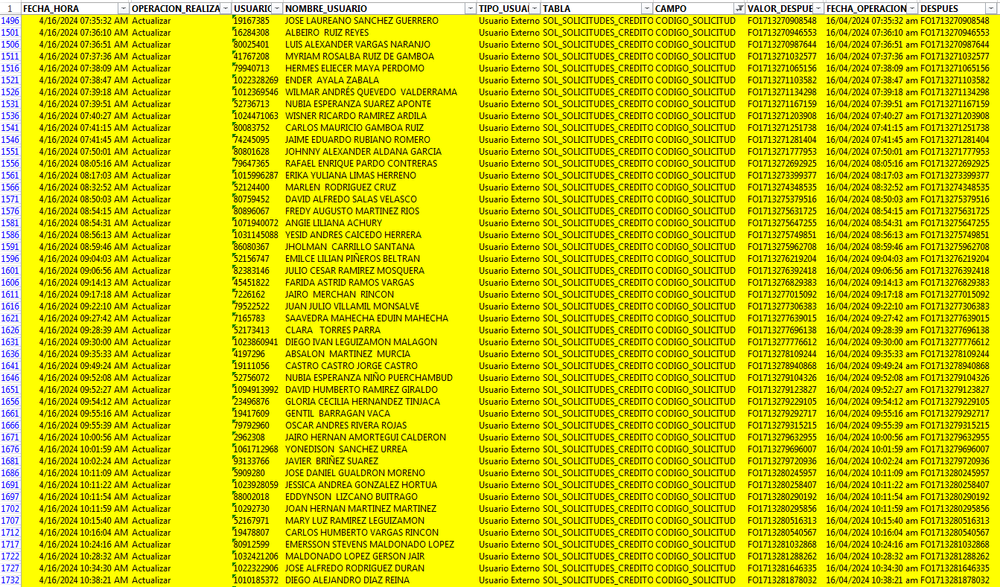 1 FECHA_HORA OPERACION_REALIZA USUARIO NOMBRE_USUARIO TIPO_USUA TABLA CAMPO VALOR_DESPUE FECHA_OPERACION DESPUES
1496 4/16/2024 07:35:32 AM Actualizar 19167385 JOSE LAUREANO SANCHEZ GUERRERO Usuario Externo SOL_SOLICITUDES_CREDITO CODIGO_SOLICITUD FO1713270908548 16/04/2024 07:35:32 am FO1713270908548
1501 4/16/2024 07:36:10 AM Actualizar 16284308 ALBEIRO RUIZ REYES Usuario Externo SOL_SOLICITUDES_CREDITO CODIGO_SOLICITUD FO1713270946553 16/04/2024 07:36:10 am FO1713270946553
1506 4/16/2024 07:36:51 AM Actualizar 80025401 LUIS ALEXANDER VARGAS NARANJO Usuario Externo SOL_SOLICITUDES_CREDITO CODIGO_SOLICITUD FO1713270987644 16/04/2024 07:36:51 am FO1713270987644
1511 4/16/2024 07:37:36 AM Actualizar 41767208 MYRIAM ROSALBA RUIZ DE GAMBOA Usuario Externo SOL_SOLICITUDES_CREDITO CODIGO_SOLICITUD FO1713271032577 16/04/2024 07:37:36 am FO1713271032577
1516 4/16/2024 07:38:09 AM Actualizar 79940713 HERMES ELIECER MAYA PERDOMO Usuario Externo SOL_SOLICITUDES_CREDITO CODIGO_SOLICITUD FO1713271065156 16/04/2024 07:38:09 am FO1713271065156
1521 4/16/2024 07:38:47 AM Actualizar 1022328269 ENDER AYALA ZABALA Usuario Externo SOL_SOLICITUDES_CREDITO CODIGO_SOLICITUD FO1713271103582 16/04/2024 07:38:47 am FO1713271103582
1526 4/16/2024 07:39:18 AM Actualizar 1012369546 WILMAR ANDRÉS QUEVEDO VALDERRAMA Usuario Externo SOL_SOLICITUDES_CREDITO CODIGO_SOLICITUD FO1713271134298 16/04/2024 07:39:18 am FO1713271134298
1531 4/16/2024 07:39:51 AM Actualizar 52736713 NUBIA ESPERANZA SUAREZ APONTE Usuario Externo SOL_SOLICITUDES_CREDITO CODIGO_SOLICITUD FO1713271167159 16/04/2024 07:39:51 am FO1713271167159
1536 4/16/2024 07:40:27 AM Actualizar 1024471063 WISNER RICARDO RAMIREZ ARDILA Usuario Externo SOL_SOLICITUDES_CREDITO CODIGO_SOLICITUD FO1713271203908 16/04/2024 07:40:27 am FO1713271203908
1541 4/16/2024 07:41:15 AM Actualizar 80083752 CARLOS MAURICIO GAMBOA RUIZ Usuario Externo SOL_SOLICITUDES_CREDITO CODIGO_SOLICITUD FO1713271251738 16/04/2024 07:41:15 am FO1713271251738
1546 4/16/2024 07:41:45 AM Actualizar 74245095 JAIME EDUARDO RUBIANO ROMERO Usuario Externo SOL_SOLICITUDES_CREDITO CODIGO_SOLICITUD FO1713271281404 16/04/2024 07:41:45 am FO1713271281404
1551 4/16/2024 07:50:01 AM Actualizar 80801628 JOHNNY ALEXANDER ALDANA GARCIA Usuario Externo SOL_SOLICITUDES_CREDITO CODIGO_SOLICITUD FO1713271777953 16/04/2024 07:50:01 am FO1713271777953
1556 4/16/2024 08:05:16 AM Actualizar 79647365 RAFAEL ENRIQUE PARDO CONTRERAS Usuario Externo SOL_SOLICITUDES_CREDITO CODIGO_SOLICITUD FO1713272692925 16/04/2024 08:05:16 am FO1713272692925
1561 4/16/2024 08:17:03 AM Actualizar 1015996287 ERIKA YULIANA LIMAS HERRENO Usuario Externo SOL_SOLICITUDES_CREDITO CODIGO_SOLICITUD FO1713273399377 16/04/2024 08:17:03 am FO1713273399377
1566 4/16/2024 08:32:52 AM Actualizar 52124400 MARLEN RODRIGUEZ CRUZ Usuario Externo SOL_SOLICITUDES_CREDITO CODIGO_SOLICITUD FO1713274348535 16/04/2024 08:32:52 am FO1713274348535
1571 4/16/2024 08:50:03 AM Actualizar 80759452 DAVID ALFREDO SALAS VELASCO Usuario Externo SOL_SOLICITUDES_CREDITO CODIGO_SOLICITUD FO1713275379516 16/04/2024 08:50:03 am FO1713275379516
1576 4/16/2024 08:54:15 AM Actualizar 80896067 FREDY AUGUSTO MARTINEZ RIOS Usuario Externo SOL_SOLICITUDES_CREDITO CODIGO_SOLICITUD FO1713275631725 16/04/2024 08:54:15 am FO1713275631725
1581 4/16/2024 08:54:31 AM Actualizar 1071940072 ANGIE LILIANA ACHURY Usuario Externo SOL_SOLICITUDES_CREDITO CODIGO_SOLICITUD FO1713275647255 16/04/2024 08:54:31 am FO1713275647255
1586 4/16/2024 08:56:13 AM Actualizar 1031145088 YESID ANDRES CAICEDO HERRERA Usuario Externo SOL_SOLICITUDES_CREDITO CODIGO_SOLICITUD FO1713275749851 16/04/2024 08:56:13 am FO1713275749851
1591 4/16/2024 08:59:46 AM Actualizar 86080367 JHOLMAN CARRILLO SANTANA Usuario Externo SOL_SOLICITUDES_CREDITO CODIGO_SOLICITUD FO1713275962708 16/04/2024 08:59:46 am FO1713275962708
1596 4/16/2024 09:04:03 AM Actualizar 52156747 EMILCE LILIAN PIÑEROS BELTRAN Usuario Externo SOL_SOLICITUDES_CREDITO CODIGO_SOLICITUD FO1713276219204 16/04/2024 09:04:03 am FO1713276219204
1601 4/16/2024 09:06:56 AM Actualizar 82383146 JULIO CESAR RAMIREZ MOSQUERA Usuario Externo SOL_SOLICITUDES_CREDITO CODIGO_SOLICITUD FO1713276392418 16/04/2024 09:06:56 am FO1713276392418
1606 4/16/2024 09:14:13 AM Actualizar 45451822 FARIDA ASTRID RAMOS VARGAS Usuario Externo SOL_SOLICITUDES_CREDITO CODIGO_SOLICITUD FO1713276829383 16/04/2024 09:14:13 am FO1713276829383
1611 4/16/2024 09:17:18 AM Actualizar 7226162 JAIRO MERCHAN RINCON Usuario Externo SOL_SOLICITUDES_CREDITO CODIGO_SOLICITUD FO1713277015092 16/04/2024 09:17:18 am FO1713277015092
1616 4/16/2024 09:22:10 AM Actualizar 79522522 JUAN JULIO VILLAMIL MONSALVE Usuario Externo SOL_SOLICITUDES_CREDITO CODIGO_SOLICITUD FO1713277306383 16/04/2024 09:22:10 am FO1713277306383
1621 4/16/2024 09:27:42 AM Actualizar 7165783 SAAVEDRA MAHECHA EDUIN MAHECHA Usuario Externo SOL_SOLICITUDES_CREDITO CODIGO_SOLICITUD FO1713277639015 16/04/2024 09:27:42 am FO1713277639015
1626 4/16/2024 09:28:39 AM Actualizar 52173413 CLARA TORRES PARRA Usuario Externo SOL_SOLICITUDES_CREDITO CODIGO_SOLICITUD FO1713277696138 16/04/2024 09:28:39 am FO1713277696138
1631 4/16/2024 09:30:00 AM Actualizar 1023860941 DIEGO IVAN LEGUIZAMON MALAGON Usuario Externo SOL_SOLICITUDES_CREDITO CODIGO_SOLICITUD FO1713277776612 16/04/2024 09:30:00 am FO1713277776612
1636 4/16/2024 09:35:33 AM Actualizar 4197296 ABSALON MARTINEZ MURCIA Usuario Externo SOL_SOLICITUDES_CREDITO CODIGO_SOLICITUD FO1713278109244 16/04/2024 09:35:33 am FO1713278109244
1641 4/16/2024 09:49:24 AM Actualizar 19111056 CASTRO CASTRO JORGE CASTRO Usuario Externo SOL_SOLICITUDES_CREDITO CODIGO_SOLICITUD FO1713278940868 16/04/2024 09:49:24 am FO1713278940868
1646 4/16/2024 09:52:08 AM Actualizar 52756072 NUBIA ESPERANZA NIÑO PUERCHAMBUD Usuario Externo SOL_SOLICITUDES_CREDITO CODIGO_SOLICITUD FO1713279104326 16/04/2024 09:52:08 am FO1713279104326
1651 4/16/2024 09:52:27 AM Actualizar 1094913992 DAVID HUMBERTO RAMIREZ GIRALDO Usuario Externo SOL_SOLICITUDES_CREDITO CODIGO_SOLICITUD FO1713279123827 16/04/2024 09:52:27 am FO1713279123827
1656 4/16/2024 09:54:12 AM Actualizar 23496876 GLORIA CECILIA HERNANDEZ TINJACA Usuario Externo SOL_SOLICITUDES_CREDITO CODIGO_SOLICITUD FO1713279229105 16/04/2024 09:54:12 am FO1713279229105
1661 4/16/2024 09:55:16 AM Actualizar 19417609 GENTIL BARRAGAN VACA Usuario Externo SOL_SOLICITUDES_CREDITO CODIGO_SOLICITUD FO1713279292717 16/04/2024 09:55:16 am FO1713279292717
1666 4/16/2024 09:55:39 AM Actualizar 79792960 OSCAR ANDRES RIVERA ROJAS Usuario Externo SOL_SOLICITUDES_CREDITO CODIGO_SOLICITUD FO1713279315215 16/04/2024 09:55:39 am FO1713279315215
1671 4/16/2024 10:00:56 AM Actualizar 2962308 JAIRO HERNAN AMORTEGUI CALDERON Usuario Externo SOL_SOLICITUDES_CREDITO CODIGO_SOLICITUD FO1713279632955 16/04/2024 10:00:56 am FO1713279632955
1676 4/16/2024 10:01:59 AM Actualizar 1061712968 YONEDISON SANCHEZ URREA Usuario Externo SOL_SOLICITUDES_CREDITO CODIGO_SOLICITUD FO1713279696007 16/04/2024 10:01:59 am FO1713279696007
1681 4/16/2024 10:02:24 AM Actualizar 93133766 JAVIER BRIÑEZ SUAREZ Usuario Externo SOL_SOLICITUDES_CREDITO CODIGO_SOLICITUD FO1713279720936 16/04/2024 10:02:24 am FO1713279720936
1686 4/16/2024 10:11:09 AM Actualizar 5909280 JOSE DANIEL GUALDRON MORENO Usuario Externo SOL_SOLICITUDES_CREDITO CODIGO_SOLICITUD FO1713280245957 16/04/2024 10:11:09 am FO1713280245957
1691 4/16/2024 10:11:22 AM Actualizar 1023928059 JESSICA ANDREA GONZALEZ HORTUA Usuario Externo SOL_SOLICITUDES_CREDITO CODIGO_SOLICITUD FO1713280258407 16/04/2024 10:11:22 am FO1713280258407
1697 4/16/2024 10:11:54 AM Actualizar 88002018 EDDYNSON LIZCANO BUITRAGO Usuario Externo SOL_SOLICITUDES_CREDITO CODIGO_SOLICITUD FO1713280290192 16/04/2024 10:11:54 am FO1713280290192
1702 4/16/2024 10:11:59 AM Actualizar 10292730 JOAN HERNAN MARTINEZ MARTINEZ Usuario Externo SOL_SOLICITUDES_CREDITO CODIGO_SOLICITUD FO1713280295856 16/04/2024 10:11:59 am FO1713280295856
1707 4/16/2024 10:15:40 AM Actualizar 52167971 MARY LUZ RAMIREZ LEGUIZAMON Usuario Externo SOL_SOLICITUDES_CREDITO CODIGO_SOLICITUD FO1713280516313 16/04/2024 10:15:40 am FO1713280516313
1712 4/16/2024 10:16:04 AM Actualizar 19478807 CARLOS HUMBERTO VARGAS RINCON Usuario Externo SOL_SOLICITUDES_CREDITO CODIGO_SOLICITUD FO1713280540567 16/04/2024 10:16:04 am FO1713280540567
1717 4/16/2024 10:24:16 AM Actualizar 80912599 EMERSSON STEVENS MALDONADO LOPEZ Usuario Externo SOL_SOLICITUDES_CREDITO CODIGO_SOLICITUD FO1713281032868 16/04/2024 10:24:16 am FO1713281032868
1722 4/16/2024 10:28:32 AM Actualizar 1032421206 MALDONADO LOPEZ GERSON JAIR Usuario Externo SOL_SOLICITUDES_CREDITO CODIGO_SOLICITUD FO1713281288262 16/04/2024 10:28:32 am FO1713281288262
1727 4/16/2024 10:34:30 AM Actualizar 1022322906 JOSE ALFREDO RODRIGUEZ DURAN Usuario Externo SOL_SOLICITUDES_CREDITO CODIGO_SOLICITUD FO1713281646335 16/04/2024 10:34:30 am FO1713281646335
1732 4/16/2024 10:38:21 AM Actualizar 1010185372 DIEGO ALEJANDRO DIAZ REINA Usuario Externo SOL_SOLICITUDES_CREDITO CODIGO_SOLICITUD FO1713281878032 16/04/2024 10:38:21 am FO1713281878032